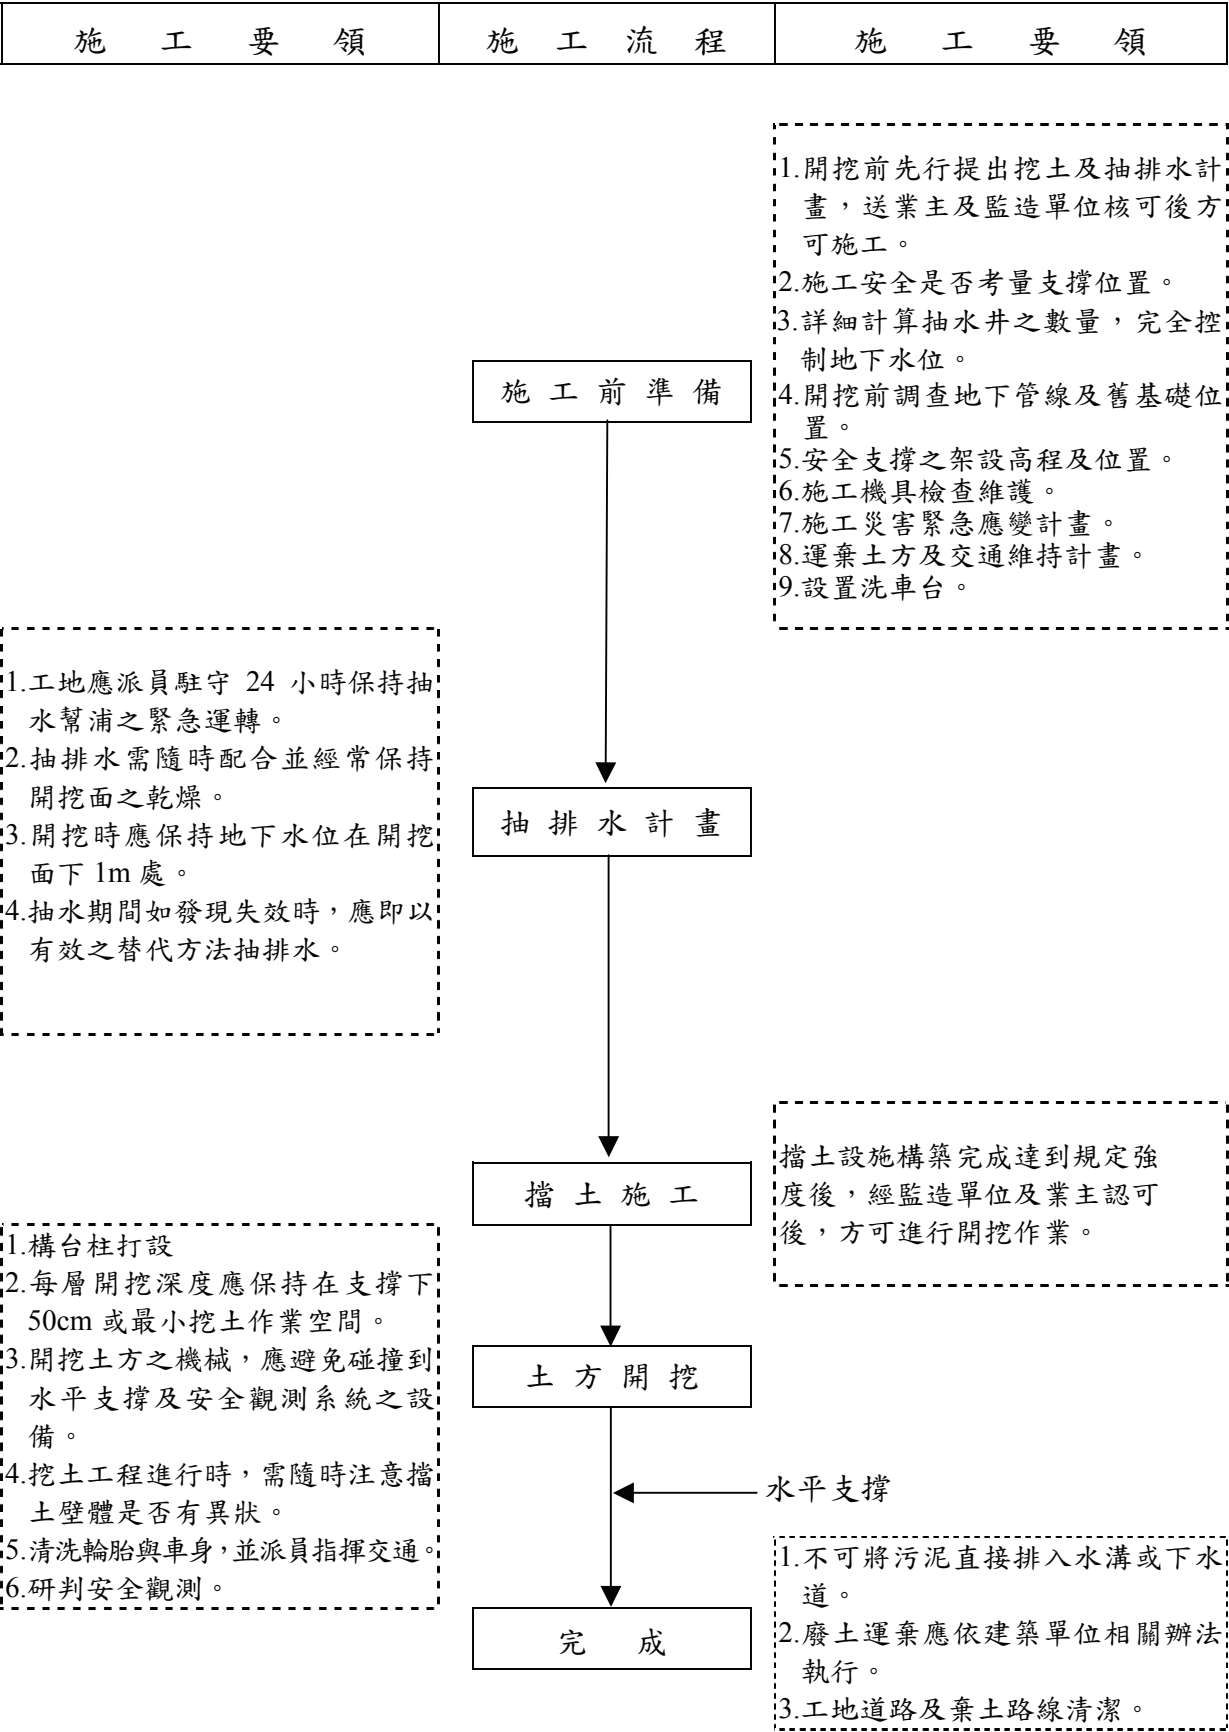 施工要領
施工流程
施工要領
1.開挖前先行提出挖土及抽排水計
畫，送業主及監造單位核可後方
可施工。
2.施工安全是否考量支撐位置。
3.詳細計算抽水井之數量，完全控
制地下水位。
4.開挖前調查地下管線及舊基礎位
置。
5.安全支撐之架設高程及位置。
6.施工機具檢查維護。
7.施工災害緊急應變計畫。
8.運棄土方及交通維持計畫。
9.設置洗車台。
施工前準備
1.工地應派員駐守 24 小時保持抽
水幫浦之緊急運轉。
2.抽排水需隨時配合並經常保持
開挖面之乾燥。
3.開挖時應保持地下水位在開挖
面下 1m 處。
4.抽水期間如發現失效時，應即以
有效之替代方法抽排水。
抽排水計畫
擋土設施構築完成達到規定強
度後，經監造單位及業主認可
後，方可進行開挖作業。
擋土施工
1.構台柱打設
2.每層開挖深度應保持在支撐下
50cm 或最小挖土作業空間。
3.開挖土方之機械，應避免碰撞到
水平支撐及安全觀測系統之設
備。
4.挖土工程進行時，需隨時注意擋
土壁體是否有異狀。
5.清洗輪胎與車身，並派員指揮交通。
6.研判安全觀測。
土方開挖
水平支撐
1.不可將污泥直接排入水溝或下水
道。
2.廢土運棄應依建築單位相關辦法
執行。
3.工地道路及棄土路線清潔。
完成